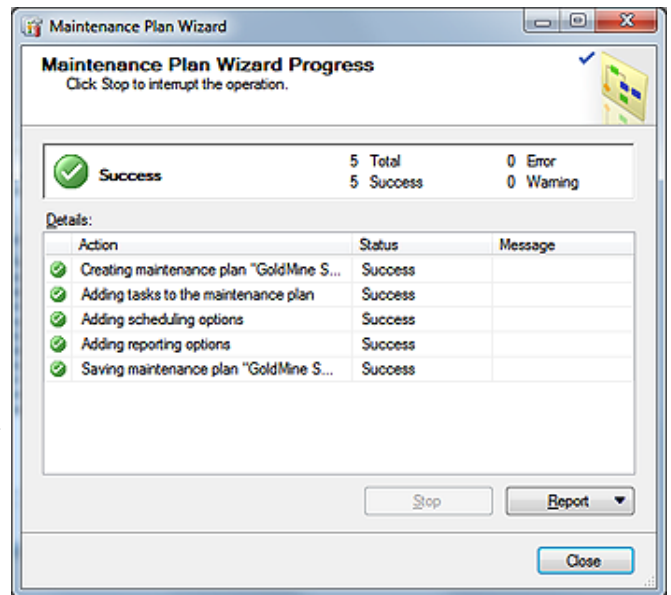 Maintenance Plan Wizard
Maintenance Plan Wizard Progress
Click Stop to interrupt the operation.
Success 5 Total 0 Error
5 Success 0 Warning
Details:
Action Status Message
Creating maintenance plan "GoldMine S... Success
Adding tasks to the maintenance plan Success
Adding scheduling options Success
Adding reporting options Success
Saving maintenance plan "GoldMine S... Success
Stop Report
Close